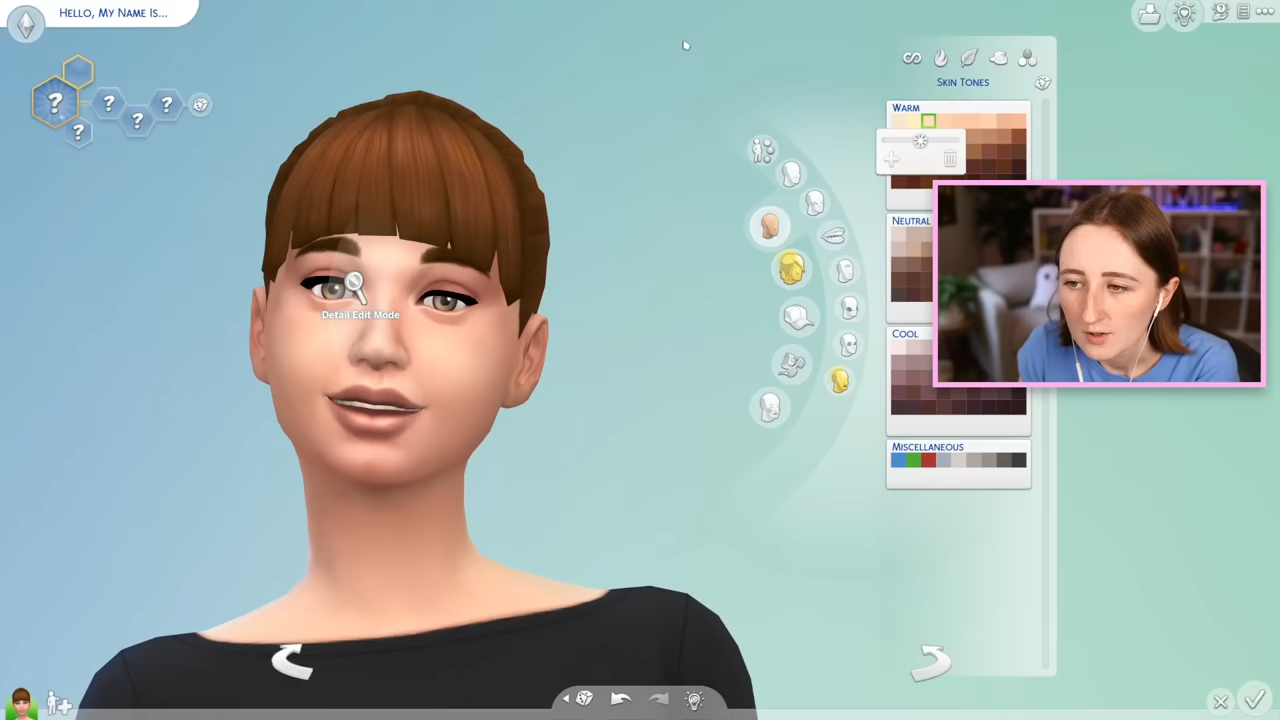 Hello, My Name Is...
Skin Tones
Warm
Neutral
Cool
Miscellaneous
Detail Edit Mode